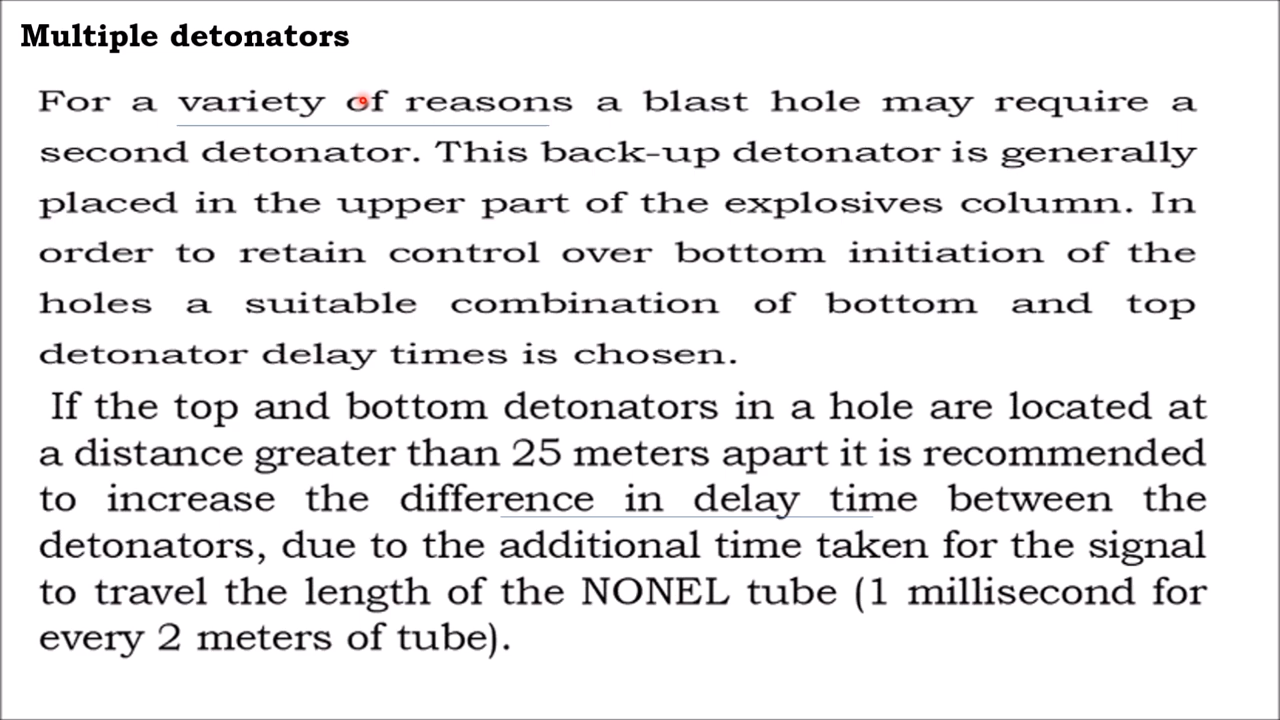 Multiple detonators
For a variety of reasons a blast hole may require a
second detonator. This back-up detonator is generally
placed in the upper part of the explosives column. In
order to retain control over bottom initiation of the
holes a suitable combination of bottom and top
detonator delay times is chosen.
If the top and bottom detonators in a hole are located at
a distance greater than 25 meters apart it is recommended
to increase the difference in delay time between the
detonators, due to the additional time taken for the signal
to travel the length of the NONEL tube (1 millisecond for
every 2 meters of tube).